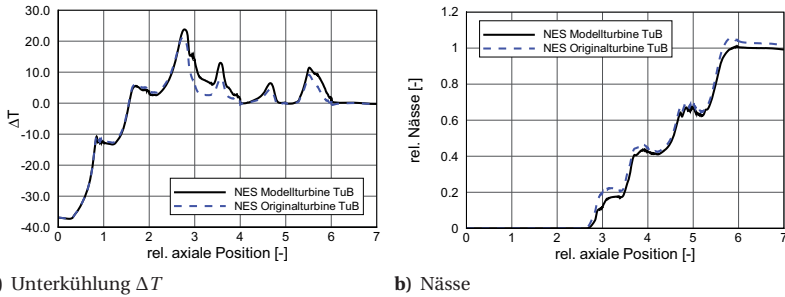 30.0
20.0
10.0
0.0
-10.0
-20.0
-30.0
-40.0
ΔT
NES Modellturbine TuB
NES Originalturbine TuB
0 1 2 3 4 5 6 7
rel. axiale Position [-]
) Unterkühlung ΔT
1.2
1
0.8
0.6
0.4
0.2
0
rel. Nässe [-]
NES Modellturbine TuB
NES Originalturbine TuB
0 1 2 3 4 5 6 7
rel. axiale Position [-]
b) Nässe